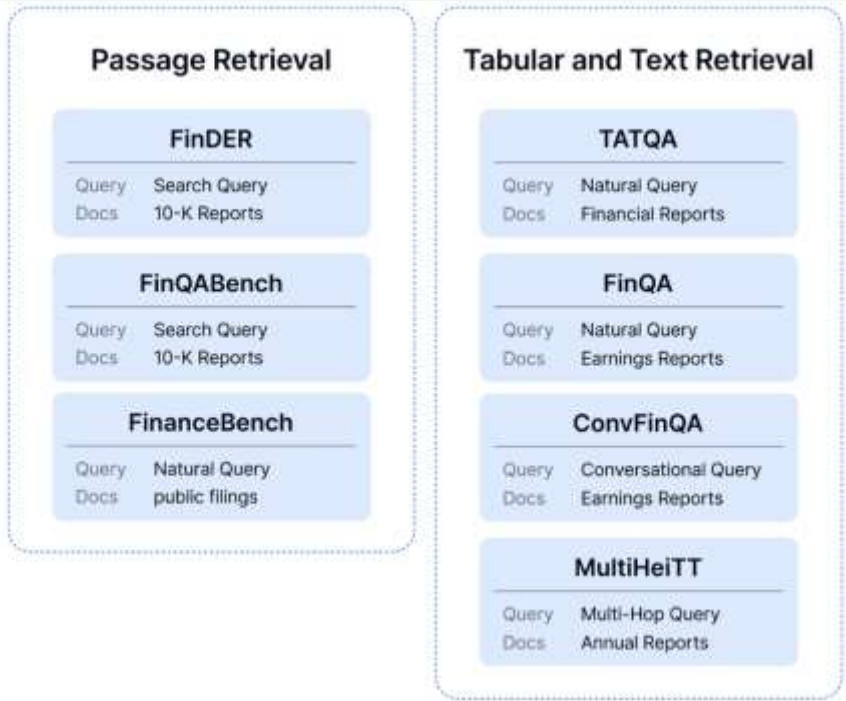 Passage Retrieval
FinDER
Query Search Query
Docs 10-K Reports
FinQABench
Query Search Query
Docs 10-K Reports
FinanceBench
Query Natural Query
Docs public filings
Tabular and Text Retrieval
TATQA
Query Natural Query
Docs Financial Reports
FinQA
Query Natural Query
Docs Earnings Reports
ConvFinQA
Query Conversational Query
Docs Earnings Reports
MultiHeiTT
Query Multi-Hop Query
Docs Annual Reports